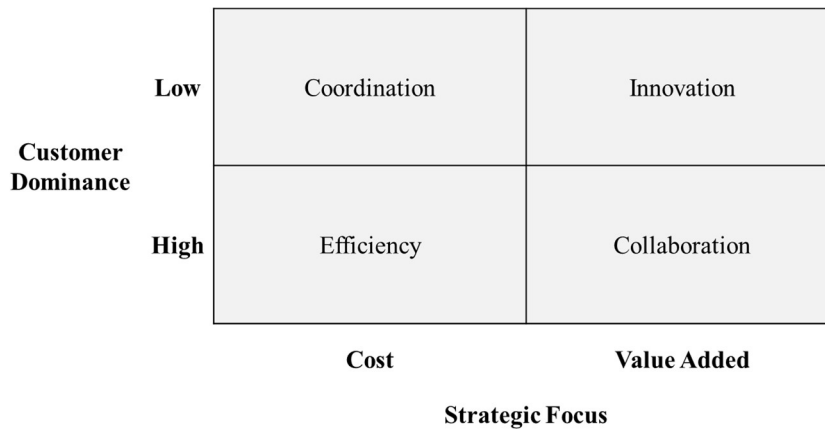 Low
Coordination
Innovation
Customer
Dominance
High
Efficiency
Collaboration
Cost
Value Added
Strategic Focus